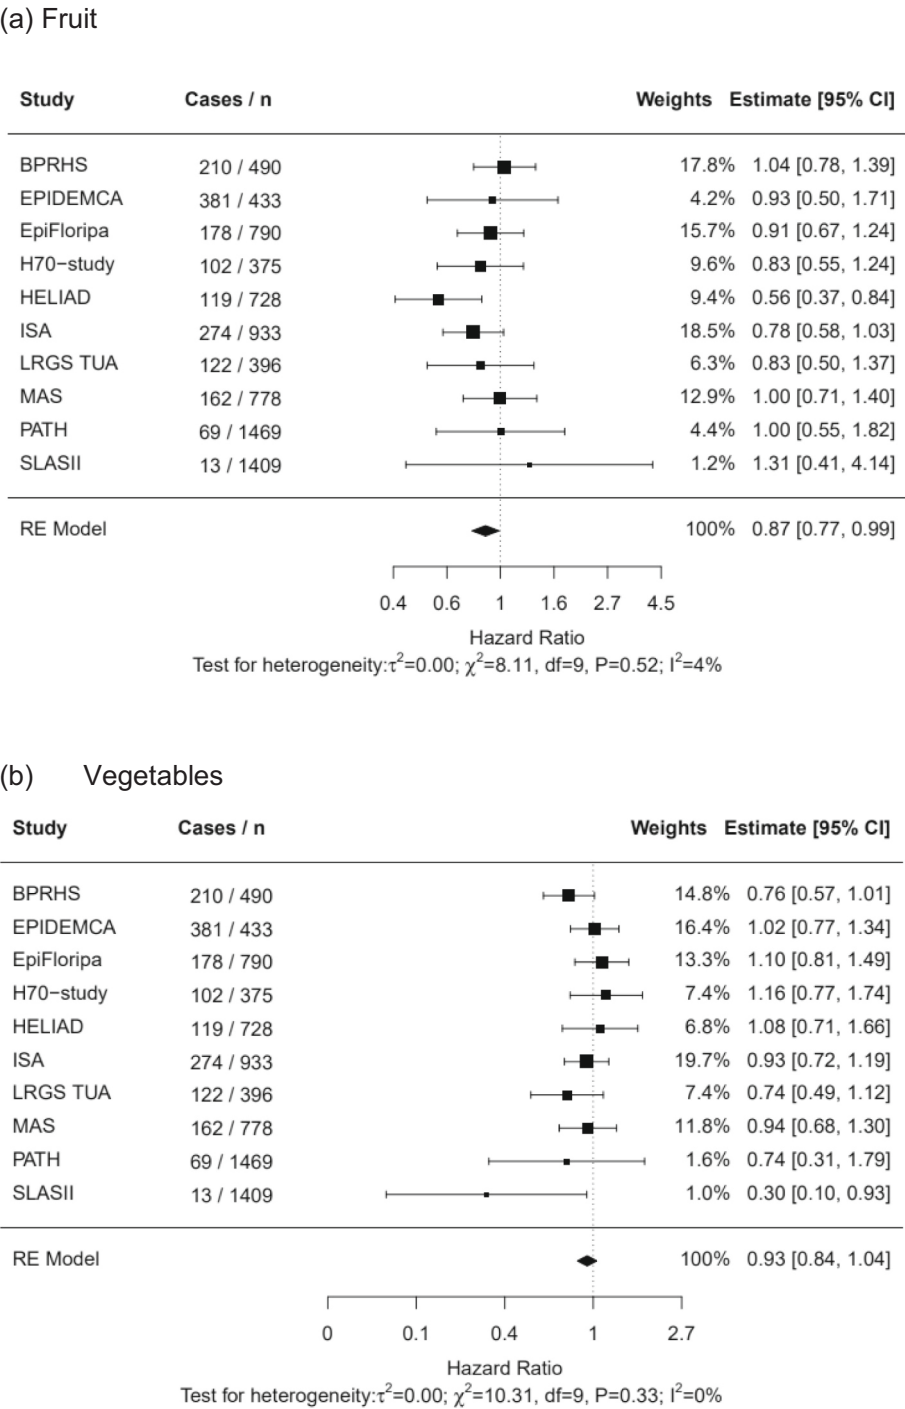 (a) Fruit
Study Cases / n Weights Estimate [95% CI]
BPRHS 210 / 490 17.8% 1.04 [0.78, 1.39]
EPIDEMCA 381 / 433 4.2% 0.93 [0.50, 1.71]
EpiFloripa 178 / 790 15.7% 0.91 [0.67, 1.24]
H70−study 102 / 375 9.6% 0.83 [0.55, 1.24]
HELIAD 119 / 728 9.4% 0.56 [0.37, 0.84]
ISA 274 / 933 18.5% 0.78 [0.58, 1.03]
LRGS TUA 122 / 396 6.3% 0.83 [0.50, 1.37]
MAS 162 / 778 12.9% 1.00 [0.71, 1.40]
PATH 69 / 1469 4.4% 1.00 [0.55, 1.82]
SLASII 13 / 1409 1.2% 1.31 [0.41, 4.14]
RE Model 100% 0.87 [0.77, 0.99]
0.4 0.6 1 1.6 2.7 4.5
Hazard Ratio
Test for heterogeneity:τ²=0.00; χ²=8.11, df=9, P=0.52; I²=4%
(b) Vegetables
Study Cases / n Weights Estimate [95% CI]
BPRHS 210 / 490 14.8% 0.76 [0.57, 1.01]
EPIDEMCA 381 / 433 16.4% 1.02 [0.77, 1.34]
EpiFloripa 178 / 790 13.3% 1.10 [0.81, 1.49]
H70−study 102 / 375 7.4% 1.16 [0.77, 1.74]
HELIAD 119 / 728 6.8% 1.08 [0.71, 1.66]
ISA 274 / 933 19.7% 0.93 [0.72, 1.19]
LRGS TUA 122 / 396 7.4% 0.74 [0.49, 1.12]
MAS 162 / 778 11.8% 0.94 [0.68, 1.30]
PATH 69 / 1469 1.6% 0.74 [0.31, 1.79]
SLASII 13 / 1409 1.0% 0.30 [0.10, 0.93]
RE Model 100% 0.93 [0.84, 1.04]
0 0.1 0.4 1 2.7
Hazard Ratio
Test for heterogeneity:τ²=0.00; χ²=10.31, df=9, P=0.33; I²=0%